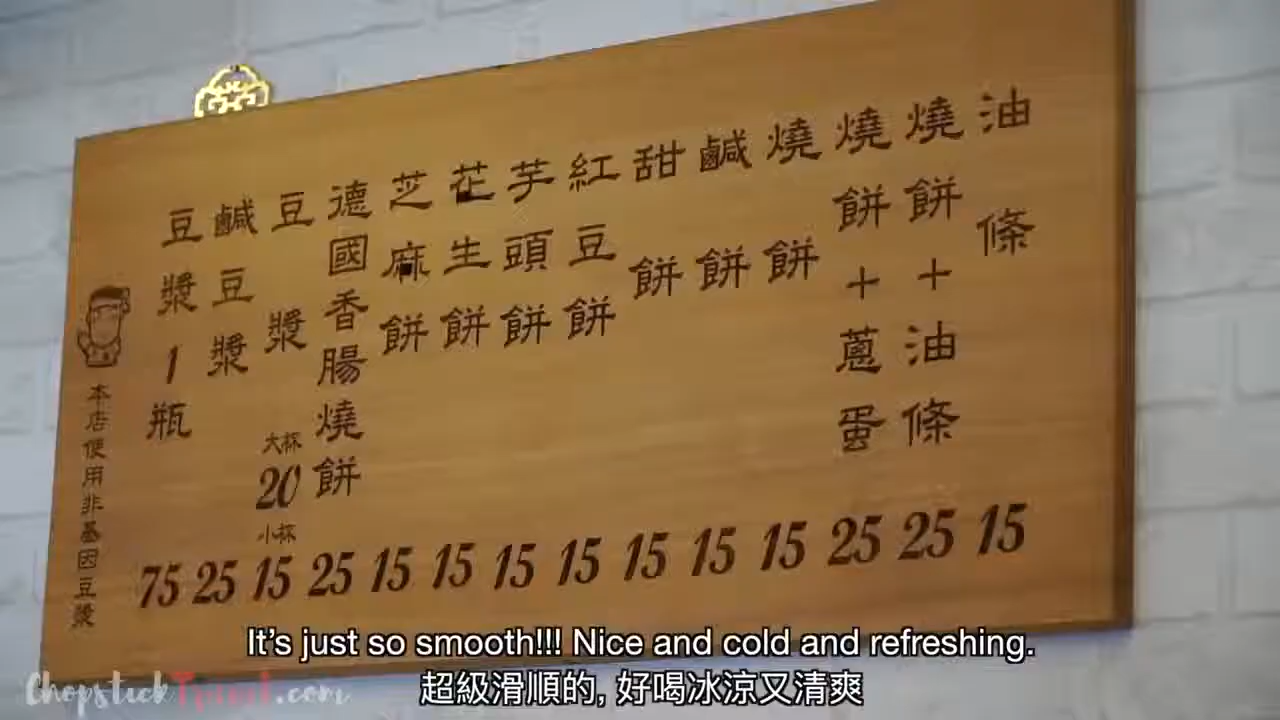 油條 15
燒餅+油條 25
燒餅+蔥蛋 25
燒餅 15
鹹餅 15
甜餅 15
紅豆餅 15
芋頭餅 15
花生餅 15
芝麻餅 15
德國香腸燒餅 25
豆漿 大杯 20 小杯 15
鹹豆漿 25
豆漿1瓶 75
本店使用非基因豆漿
It's just so smooth!!! Nice and cold and refreshing.
超級滑順的, 好喝冰涼又清爽
ChopstickTravel.com